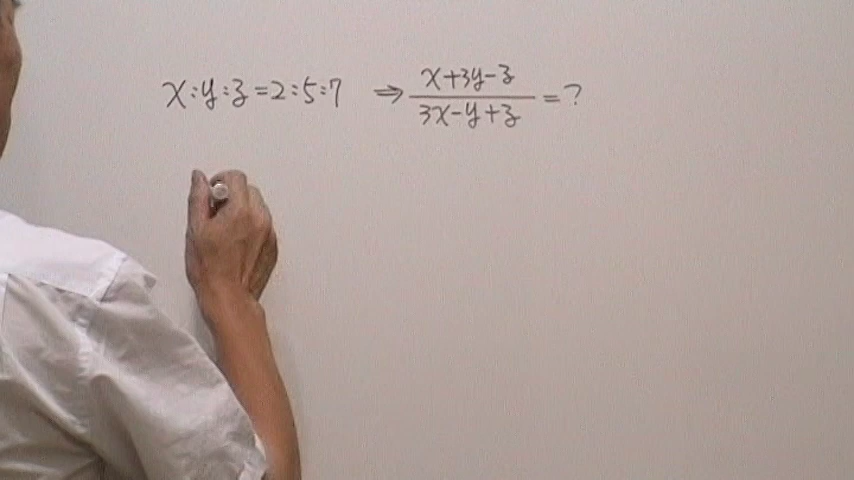 x:y:z=2:5:7 ⇒ (x+3y-z)/(3x-y+z) = ?